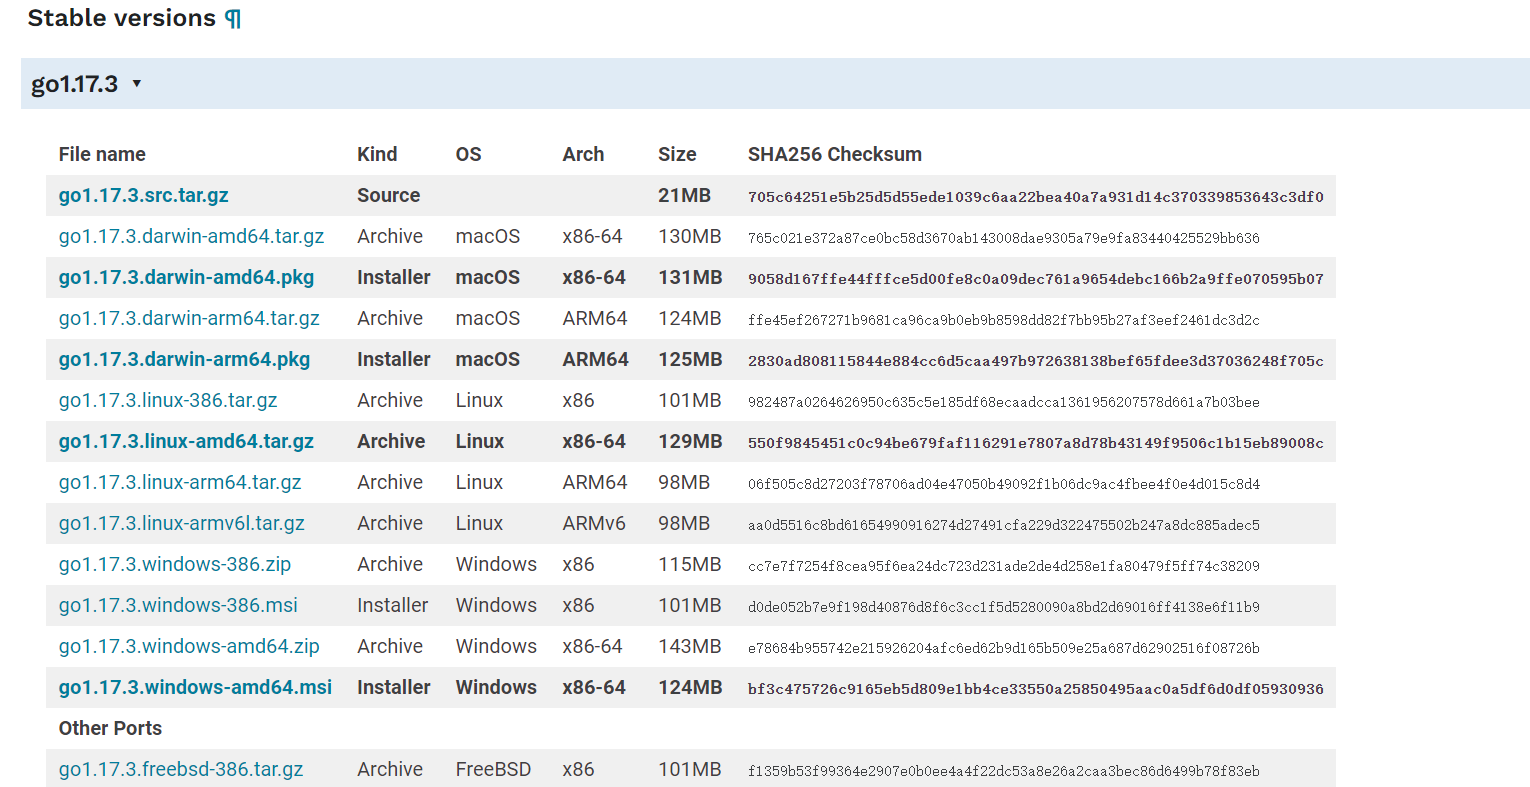 Stable versions ¶
go1.17.3 ▾
File name Kind OS Arch Size SHA256 Checksum
go1.17.3.src.tar.gz Source 21MB 705c64251e5b25d5d55ede1039c6aa22bea40a7a931d14c370339853643c3df0
go1.17.3.darwin-amd64.tar.gz Archive macOS x86-64 130MB 765c021e372a87ce0bc58d3670ab143008dae9305a79e9fa83440425529bb636
go1.17.3.darwin-amd64.pkg Installer macOS x86-64 131MB 9058d167ffe44fffce5d00fe8c0a09dec761a9654debc166b2a9ffe070595b07
go1.17.3.darwin-arm64.tar.gz Archive macOS ARM64 124MB ffe45ef267271b9681ca96ca9b0eb9b8598dd82f7bb95b27af3eef2461dc3d2c
go1.17.3.darwin-arm64.pkg Installer macOS ARM64 125MB 2830ad808115844e884cc6d5caa497b972638138bef65fdee3d37036248f705c
go1.17.3.linux-386.tar.gz Archive Linux x86 101MB 982487a0264626950c635c5e185df68ecaadcca1361956207578d661a7b03bee
go1.17.3.linux-amd64.tar.gz Archive Linux x86-64 129MB 550f9845451c0c94be679faf116291e7807a8d78b43149f9506c1b15eb89008c
go1.17.3.linux-arm64.tar.gz Archive Linux ARM64 98MB 06f505c8d27203f78706ad04e47050b49092f1b06dc9ac4fbee4f0e4d015c8d4
go1.17.3.linux-armv6l.tar.gz Archive Linux ARMv6 98MB aa0d5516c8bd61654990916274d27491cfa229d322475502b247a8dc885adec5
go1.17.3.windows-386.zip Archive Windows x86 115MB cc7e7f7254f8cea95f6ea24dc723d231ade2de4d258e1fa80479f5ff74c38209
go1.17.3.windows-386.msi Installer Windows x86 101MB d0de052b7e9f198d40876d8f6c3cc1f5d5280090a8bd2d69016ff4138e6f11b9
go1.17.3.windows-amd64.zip Archive Windows x86-64 143MB e78684b955742e215926204afc6ed62b9d165b509e25a687d62902516f08726b
go1.17.3.windows-amd64.msi Installer Windows x86-64 124MB bf3c475726c9165eb5d809e1bb4ce33550a25850495aac0a5df6d0df05930936
Other Ports
go1.17.3.freebsd-386.tar.gz Archive FreeBSD x86 101MB f1359b53f99364e2907e0b0ee4a4f22dc53a8e26a2caa3bec86d6499b78f83eb